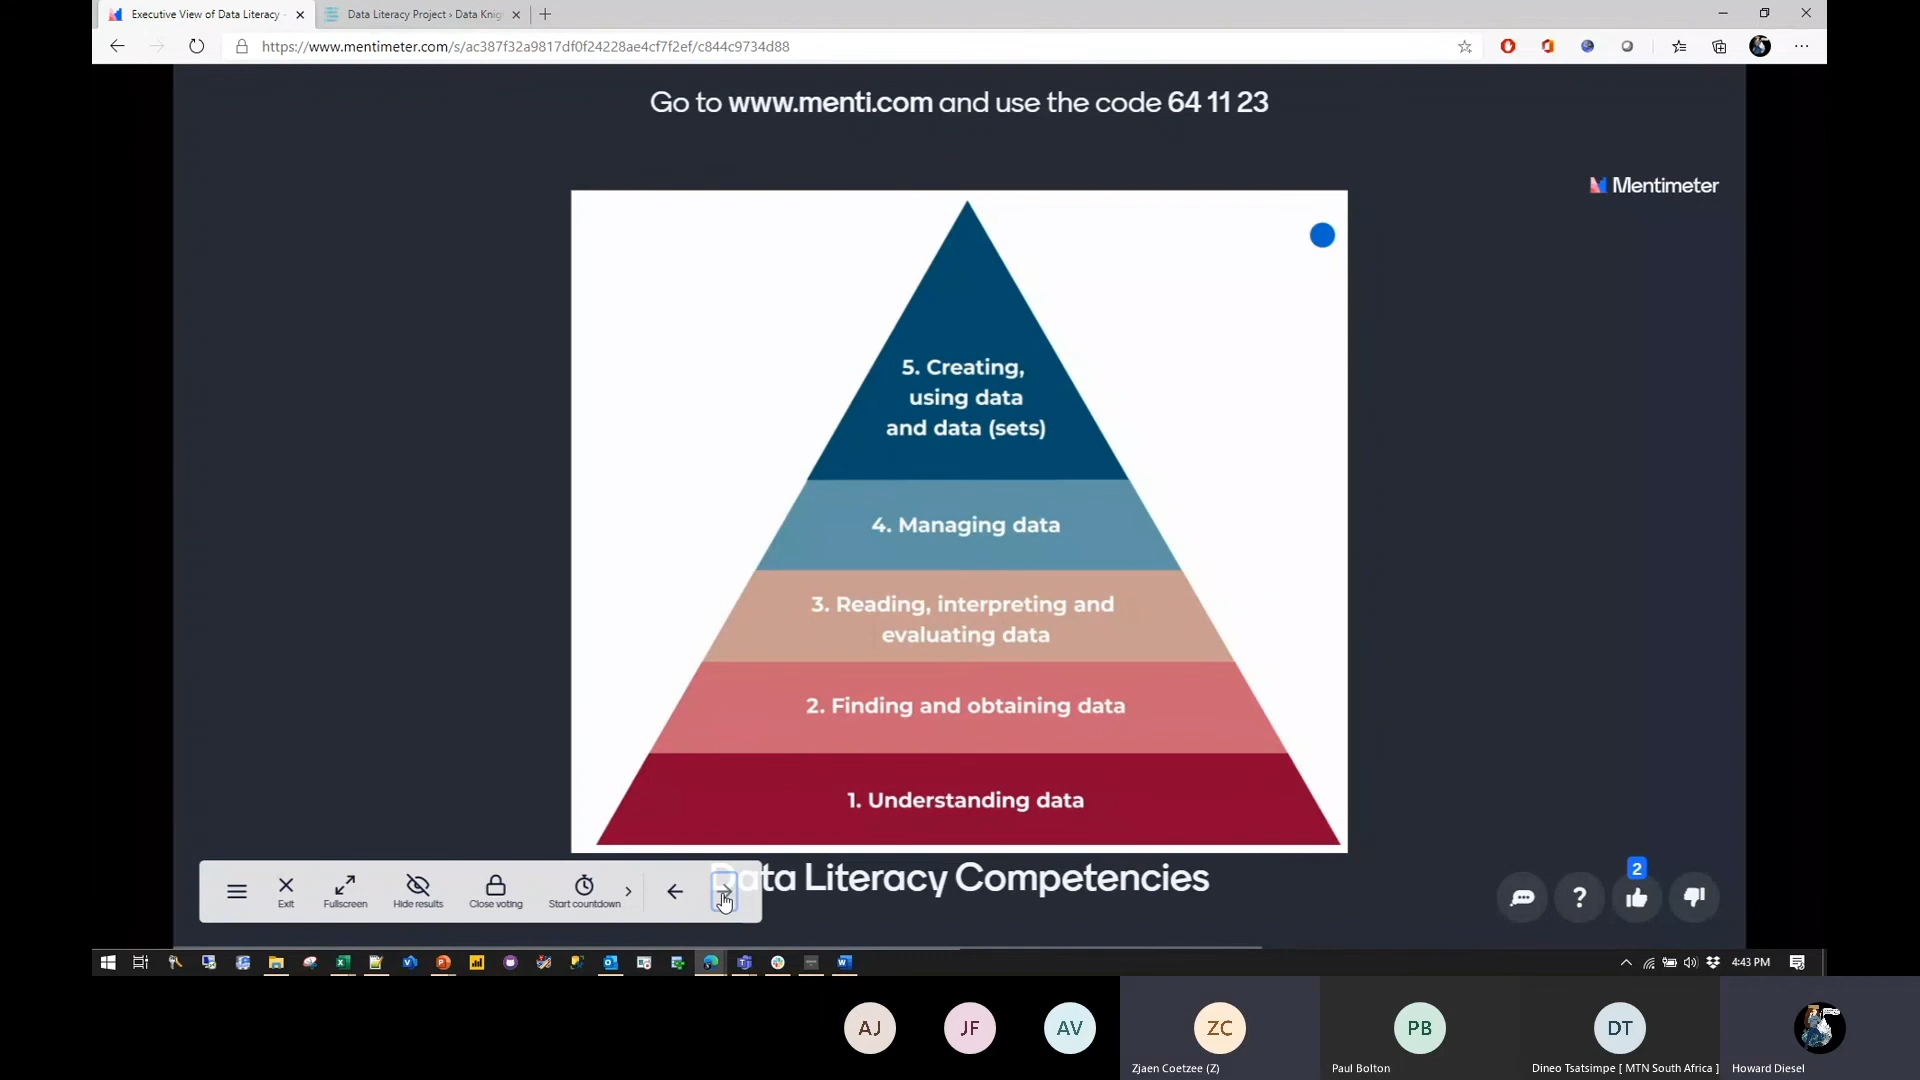 Executive View of Data Literacy -
Data Literacy Project › Data Knig
https://www.mentimeter.com/s/ac387f32a9817df0f24228ae4cf7f2ef/c844c9734d88
Go to www.menti.com and use the code 64 11 23
Mentimeter
5. Creating,
using data
and data (sets)
4. Managing data
3. Reading, interpreting and
evaluating data
2. Finding and obtaining data
1. Understanding data
Data Literacy Competencies
Exit
Fullscreen
Hide results
Close voting
Start countdown
?
2
4:43 PM
AJ
JF
AV
ZC
PB
DT
Zjaen Coetzee (Z)
Paul Bolton
Dineo Tsatsimpe [ MTN South Africa ]
Howard Diesel